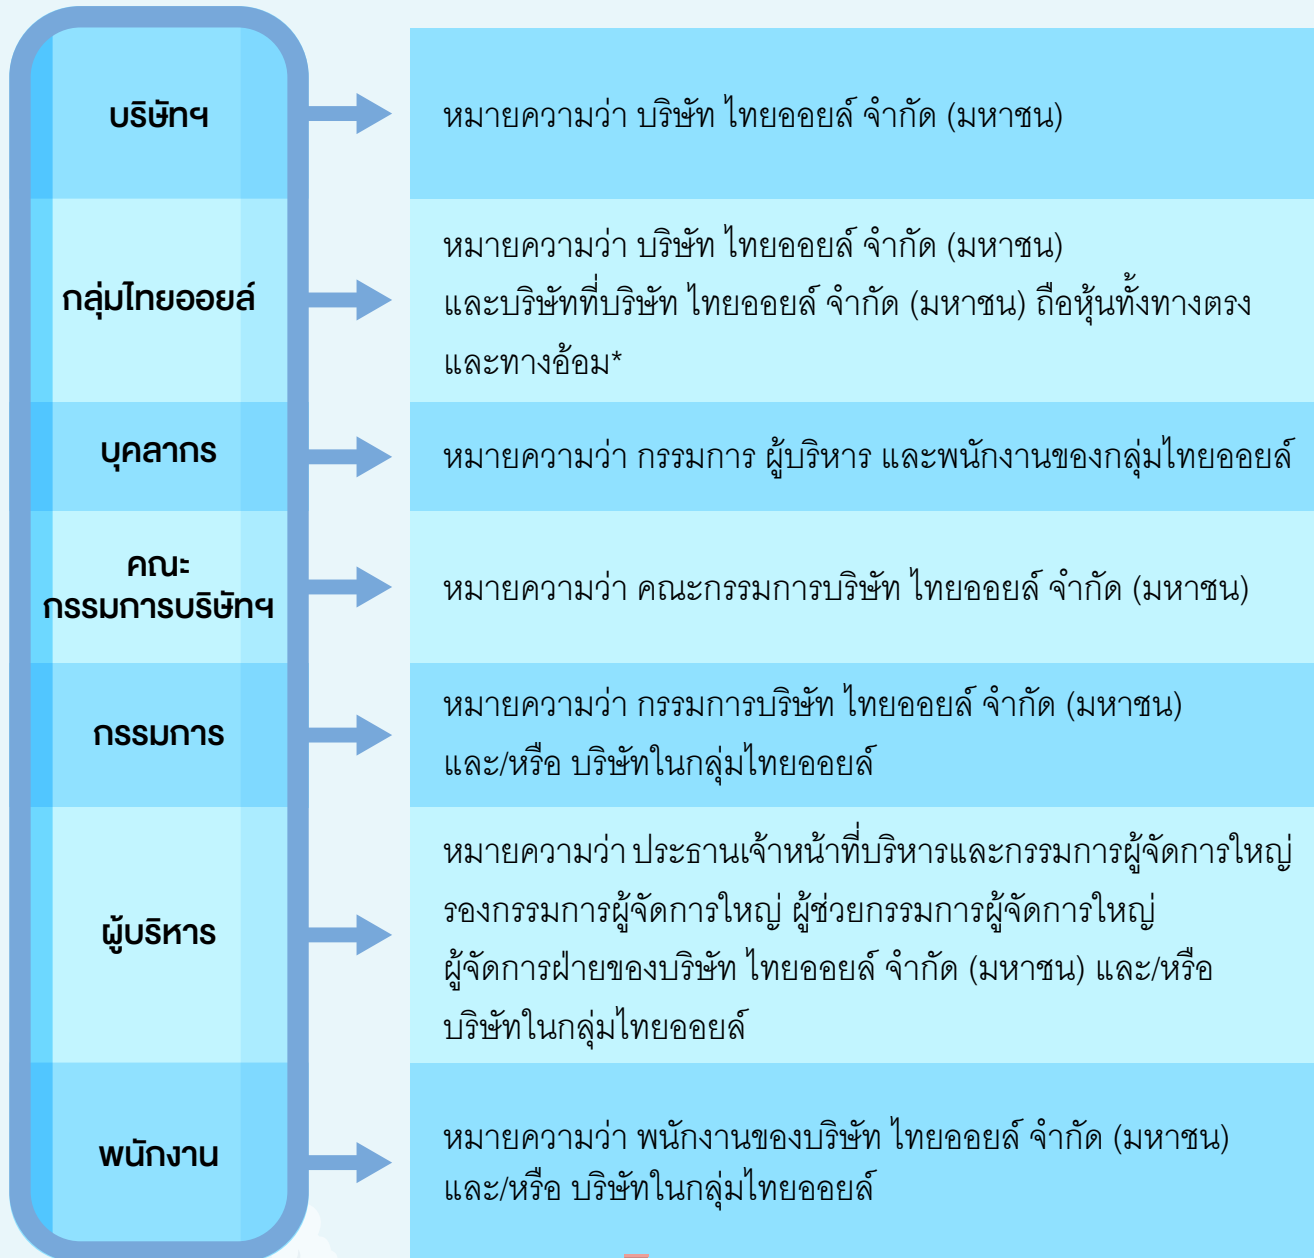 บริษัทฯ
หมายความว่า บริษัท ไทยออยล์ จำกัด (มหาชน)
กลุ่มไทยออยล์
หมายความว่า บริษัท ไทยออยล์ จำกัด (มหาชน)
และบริษัทที่บริษัท ไทยออยล์ จำกัด (มหาชน) ถือหุ้นทั้งทางตรง
และทางอ้อม*
บุคลากร
หมายความว่า กรรมการ ผู้บริหาร และพนักงานของกลุ่มไทยออยล์
คณะ
กรรมการบริษัทฯ
หมายความว่า คณะกรรมการบริษัท ไทยออยล์ จำกัด (มหาชน)
กรรมการ
หมายความว่า กรรมการบริษัท ไทยออยล์ จำกัด (มหาชน)
และ/หรือ บริษัทในกลุ่มไทยออยล์
ผู้บริหาร
หมายความว่า ประธานเจ้าหน้าที่บริหารและกรรมการผู้จัดการใหญ่
รองกรรมการผู้จัดการใหญ่ ผู้ช่วยกรรมการผู้จัดการใหญ่
ผู้จัดการฝ่ายของบริษัท ไทยออยล์ จำกัด (มหาชน) และ/หรือ
บริษัทในกลุ่มไทยออยล์
พนักงาน
หมายความว่า พนักงานของบริษัท ไทยออยล์ จำกัด (มหาชน)
และ/หรือ บริษัทในกลุ่มไทยออยล์